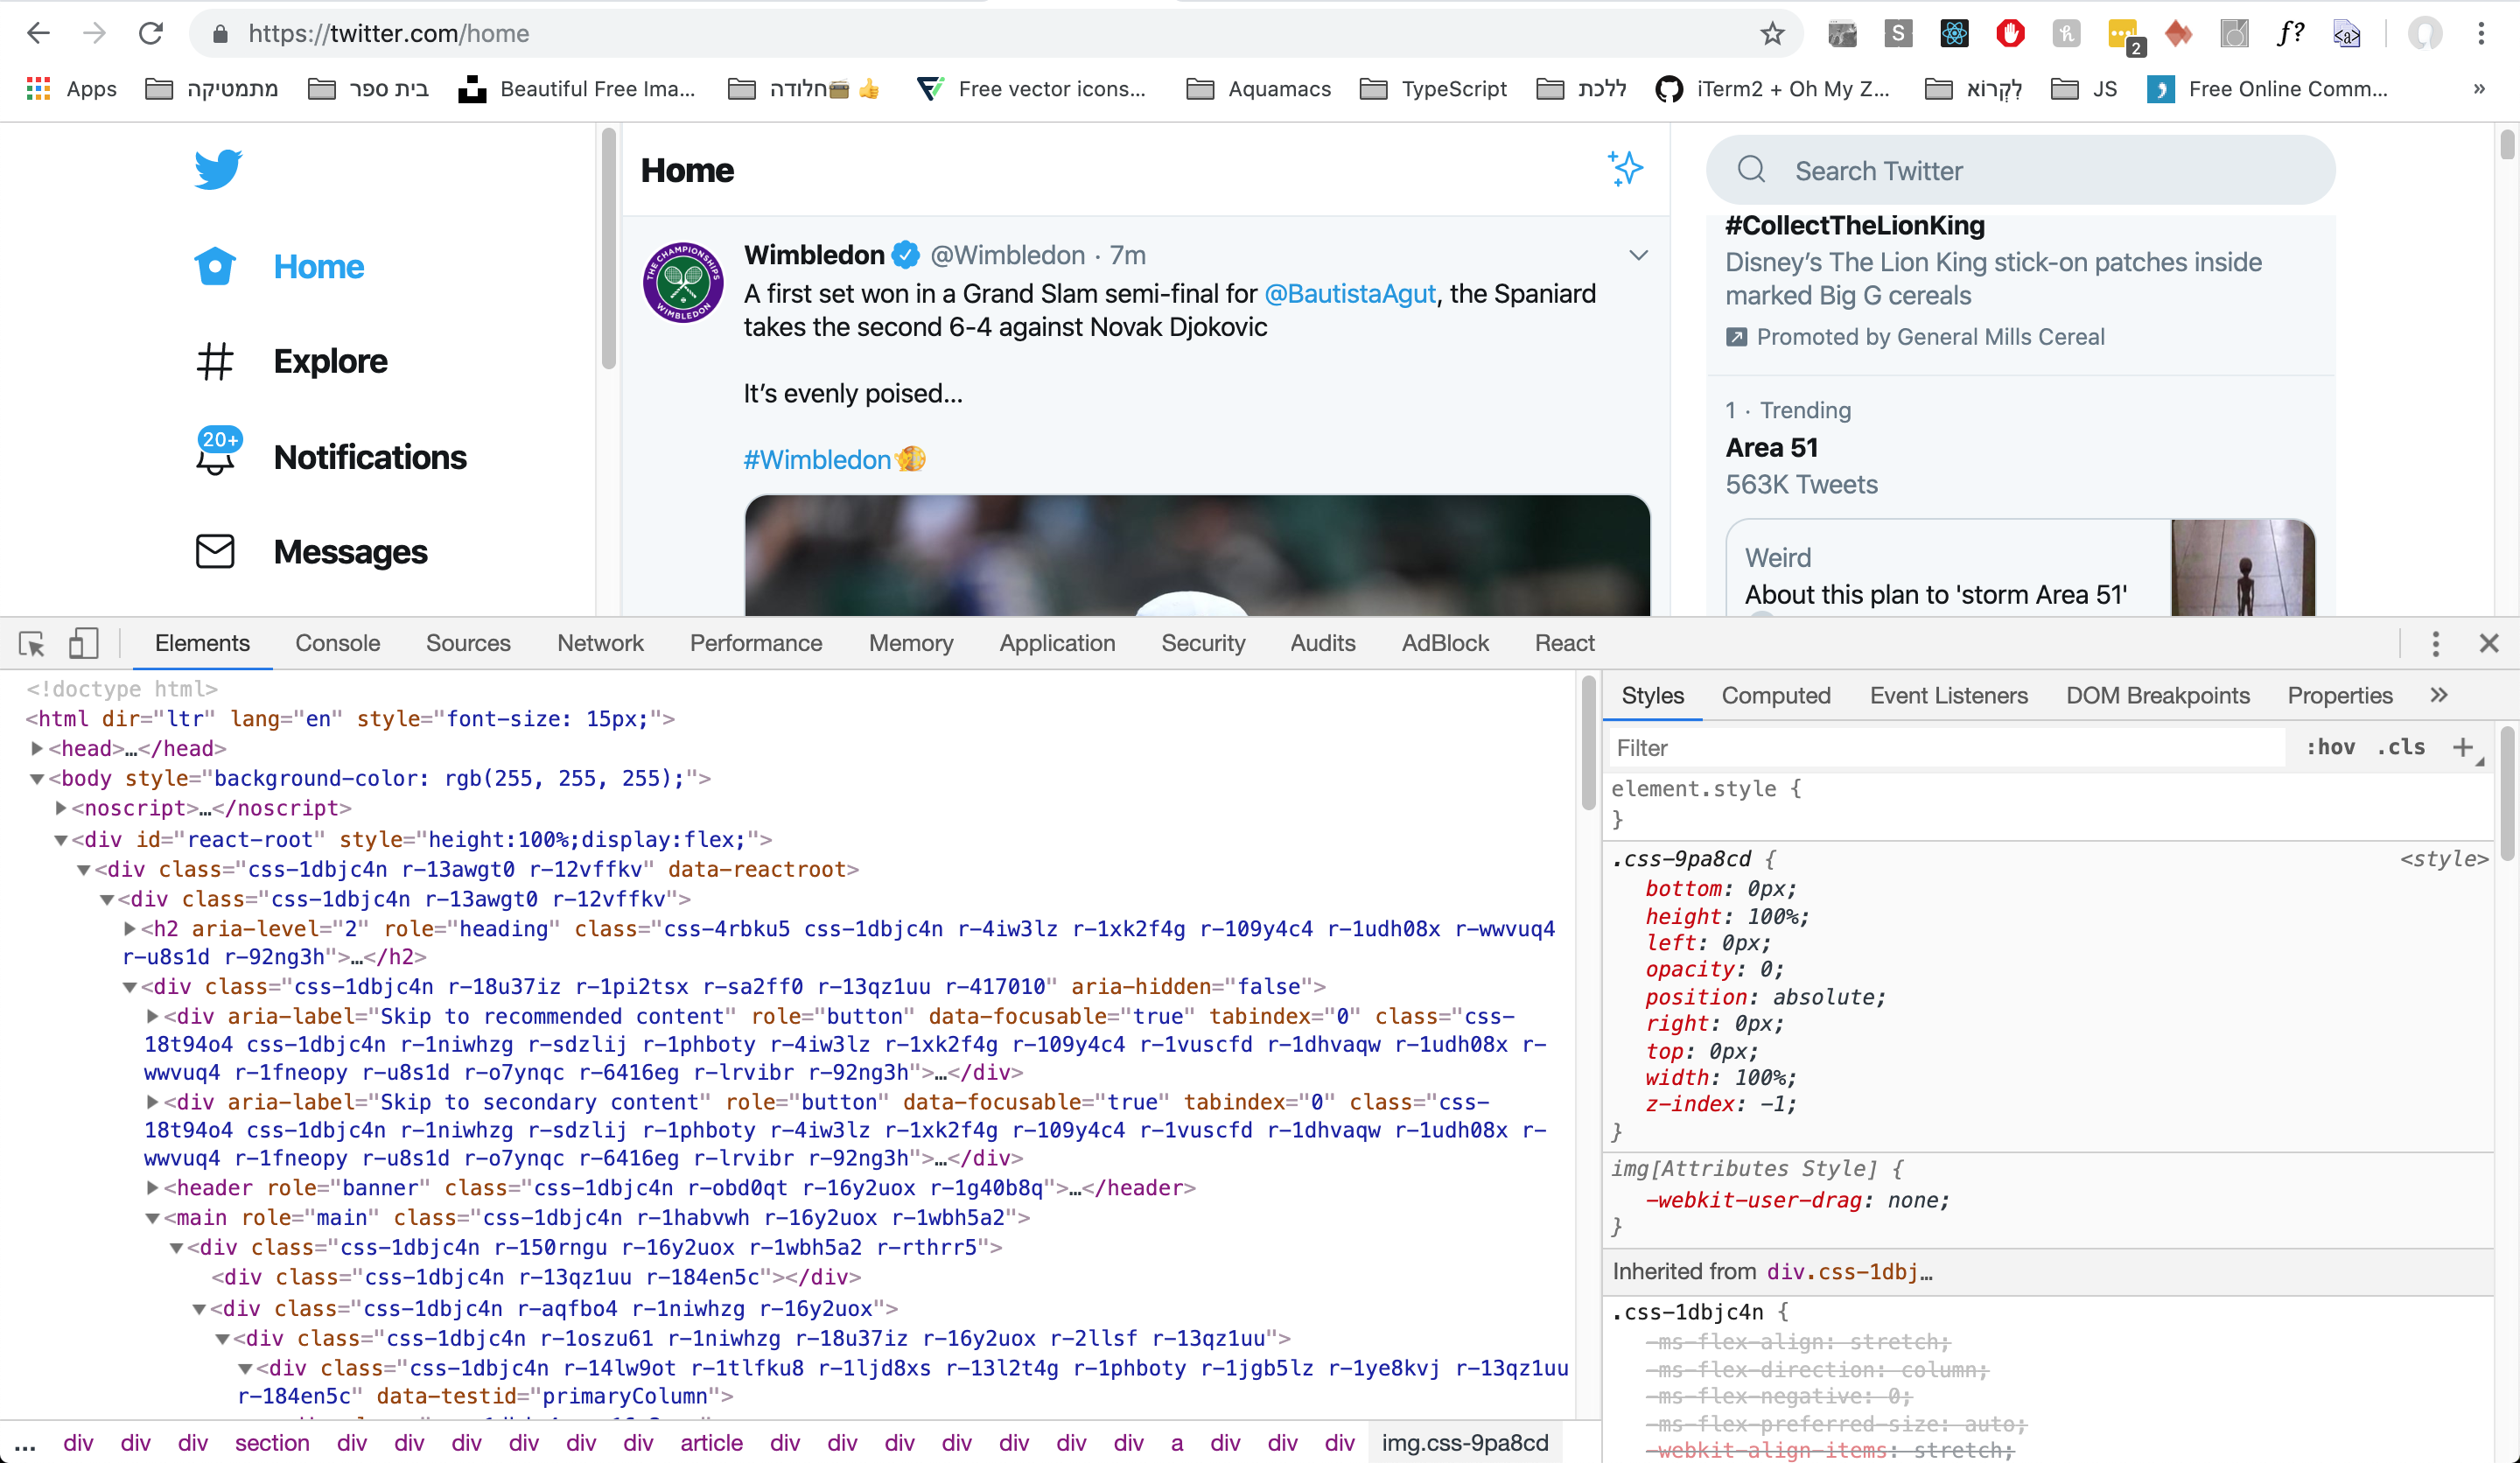 https://twitter.com/home
S
2
f?
<a>
Apps
מתמטיקה
בית ספר
Beautiful Free Ima...
חלודה
Free vector icons...
Aquamacs
TypeScript
ללכת
iTerm2 + Oh My Z...
לִקְרוֹא
JS
Free Online Comm...
»
Home
Search Twitter
Home
Explore
20+
Notifications
Messages
THE CHAMPIONSHIPS
WIMBLEDON
Wimbledon @Wimbledon · 7m
A first set won in a Grand Slam semi-final for @BautistaAgut, the Spaniard
takes the second 6-4 against Novak Djokovic
It’s evenly poised...
#Wimbledon
#CollectTheLionKing
Disney’s The Lion King stick-on patches inside
marked Big G cereals
Promoted by General Mills Cereal
1 · Trending
Area 51
563K Tweets
Weird
About this plan to 'storm Area 51'
Elements Console Sources Network Performance Memory Application Security Audits AdBlock React
<!doctype html>
<html dir="ltr" lang="en" style="font-size: 15px;">
<head>…</head>
<body style="background-color: rgb(255, 255, 255);">
<noscript>…</noscript>
<div id="react-root" style="height:100%;display:flex;">
<div class="css-1dbjc4n r-13awgt0 r-12vffkv" data-reactroot>
<div class="css-1dbjc4n r-13awgt0 r-12vffkv">
<h2 aria-level="2" role="heading" class="css-4rbku5 css-1dbjc4n r-4iw3lz r-1xk2f4g r-109y4c4 r-1udh08x r-wwvuq4
r-u8s1d r-92ng3h">…</h2>
<div class="css-1dbjc4n r-18u37iz r-1pi2tsx r-sa2ff0 r-13qz1uu r-417010" aria-hidden="false">
<div aria-label="Skip to recommended content" role="button" data-focusable="true" tabindex="0" class="css-
18t94o4 css-1dbjc4n r-1niwhzg r-sdzlij r-1phboty r-4iw3lz r-1xk2f4g r-109y4c4 r-1vuscfd r-1dhvaqw r-1udh08x r-
wwvuq4 r-1fneopy r-u8s1d r-o7ynqc r-6416eg r-lrvibr r-92ng3h">…</div>
<div aria-label="Skip to secondary content" role="button" data-focusable="true" tabindex="0" class="css-
18t94o4 css-1dbjc4n r-1niwhzg r-sdzlij r-1phboty r-4iw3lz r-1xk2f4g r-109y4c4 r-1vuscfd r-1dhvaqw r-1udh08x r-
wwvuq4 r-1fneopy r-u8s1d r-o7ynqc r-6416eg r-lrvibr r-92ng3h">…</div>
<header role="banner" class="css-1dbjc4n r-obd0qt r-16y2uox r-1g40b8q">…</header>
<main role="main" class="css-1dbjc4n r-1habvwh r-16y2uox r-1wbh5a2">
<div class="css-1dbjc4n r-150rngu r-16y2uox r-1wbh5a2 r-rthrr5">
<div class="css-1dbjc4n r-13qz1uu r-184en5c"></div>
<div class="css-1dbjc4n r-aqfbo4 r-1niwhzg r-16y2uox">
<div class="css-1dbjc4n r-1oszu61 r-1niwhzg r-18u37iz r-16y2uox r-2llsf r-13qz1uu">
<div class="css-1dbjc4n r-14lw9ot r-1tlfku8 r-1ljd8xs r-13l2t4g r-1phboty r-1jgb5lz r-1ye8kvj r-13qz1uu
r-184en5c" data-testid="primaryColumn">
... div div div section div div div div div div article div div div div div div div a div div div img.css-9pa8cd
Styles Computed Event Listeners DOM Breakpoints Properties »
Filter :hov .cls +
element.style {
}
.css-9pa8cd { <style>
bottom: 0px;
height: 100%;
left: 0px;
opacity: 0;
position: absolute;
right: 0px;
top: 0px;
width: 100%;
z-index: -1;
}
img[Attributes Style] {
-webkit-user-drag: none;
}
Inherited from div.css-1dbj…
.css-1dbjc4n {
-ms-flex-align: stretch;
-ms-flex-direction: column;
-ms-flex-negative: 0;
-ms-flex-preferred-size: auto;
-webkit-align-items: stretch;